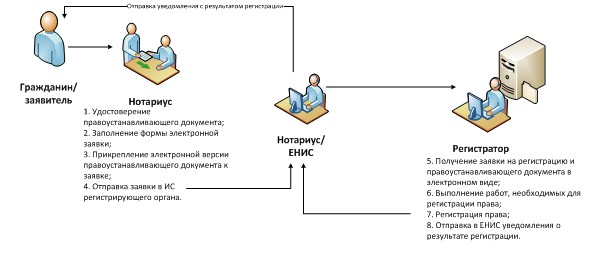 Отправка уведомления с результатом регистрации
Гражданин/
заявитель
Нотариус
1. Удостоверение
правоустанавливающего документа;
2. Заполнение формы электронной
заявки;
3. Прикрепление электронной версии
правоустанавливающего документа к
заявке;
4. Отправка заявки в ИС
регистрирующего органа.
Нотариус/
ЕНИС
Регистратор
5. Получение заявки на регистрацию и
правоустанавливающего документа в
электронном виде;
6. Выполнение работ, необходимых для
регистрации права;
7. Регистрация права;
8. Отправка в ЕНИС уведомления о
результате регистрации.